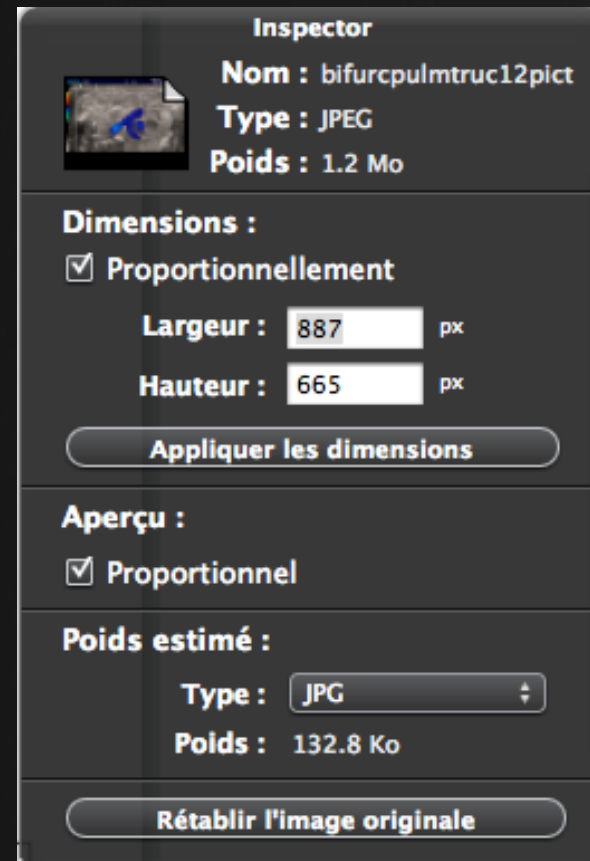 Inspector
Nom : bifurcpulmtruc12pict
Type : JPEG
Poids : 1.2 Mo
Dimensions :
Proportionnellement
Largeur : 887 px
Hauteur : 665 px
Appliquer les dimensions
Aperçu :
Proportionnel
Poids estimé :
Type : JPG
Poids : 132.8 Ko
Rétablir l'image originale